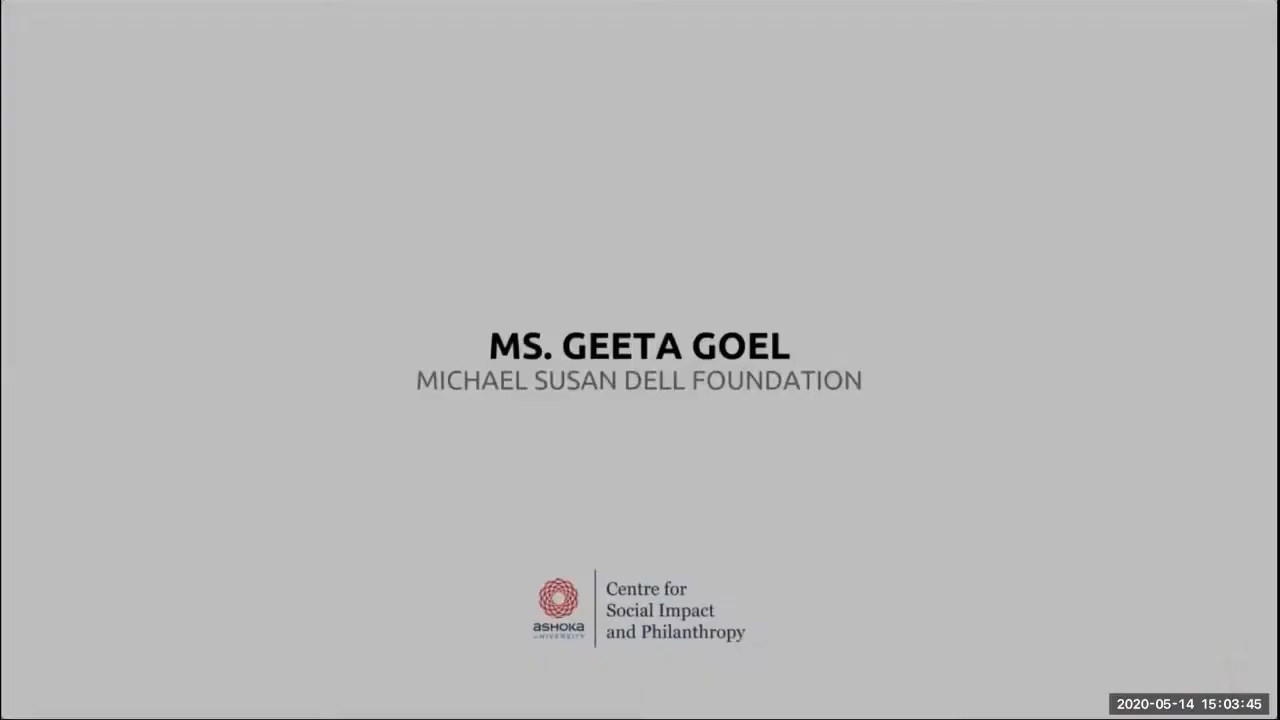 MS. GEETA GOEL
MICHAEL SUSAN DELL FOUNDATION
ASHOKA
UNIVERSITY
Centre for
Social Impact
and Philanthropy
2020-05-14 15:03:45